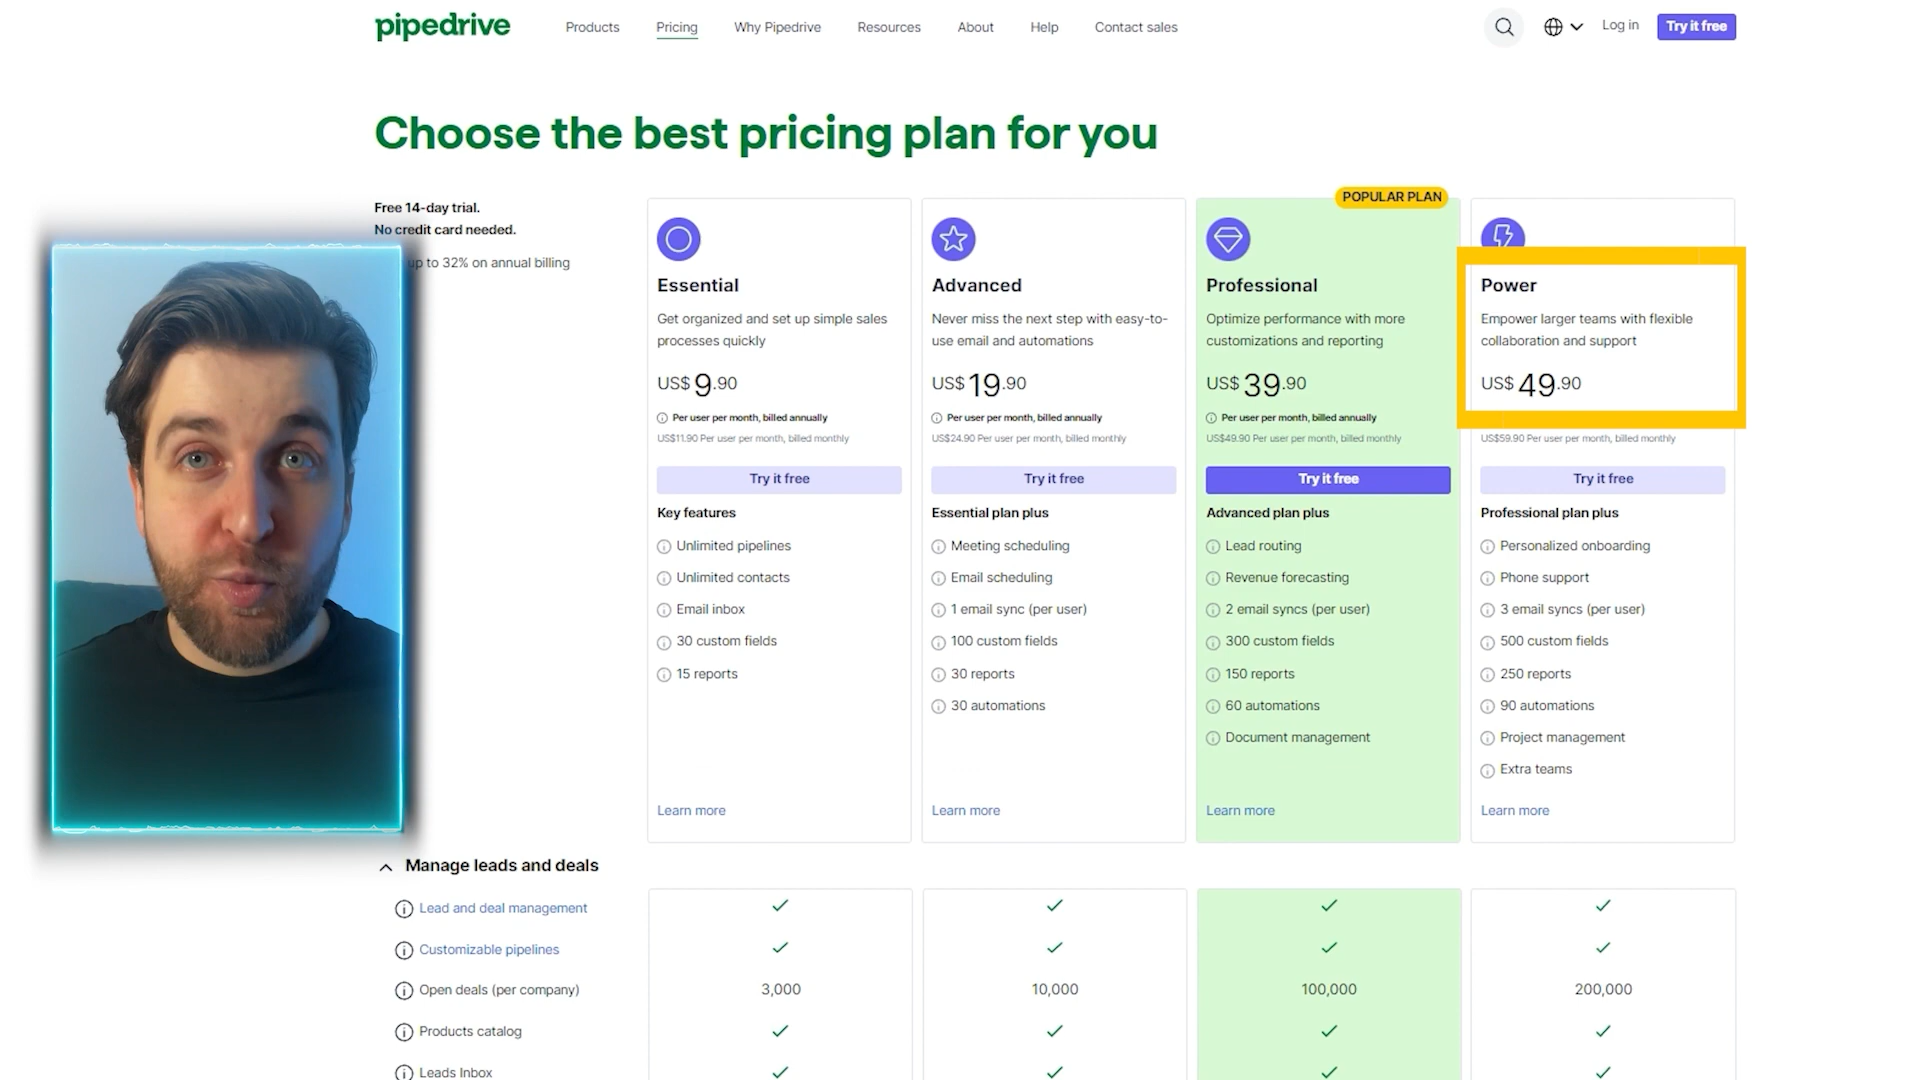 pipedrive
Products
Pricing
Why Pipedrive
Resources
About
Help
Contact sales
Log in
Try it free
Choose the best pricing plan for you
Free 14-day trial.
No credit card needed.
up to 32% on annual billing
Essential
Get organized and set up simple sales
processes quickly
US$ 9.90
Per user per month, billed annually
US$11.90 Per user per month, billed monthly
Try it free
Key features
Unlimited pipelines
Unlimited contacts
Email inbox
30 custom fields
15 reports
Learn more
Advanced
Never miss the next step with easy-to-
use email and automations
US$ 19.90
Per user per month, billed annually
US$24.90 Per user per month, billed monthly
Try it free
Essential plan plus
Meeting scheduling
Email scheduling
1 email sync (per user)
100 custom fields
30 reports
30 automations
Learn more
POPULAR PLAN
Professional
Optimize performance with more
customizations and reporting
US$ 39.90
Per user per month, billed annually
US$49.90 Per user per month, billed monthly
Try it free
Advanced plan plus
Lead routing
Revenue forecasting
2 email syncs (per user)
300 custom fields
150 reports
60 automations
Document management
Learn more
Power
Empower larger teams with flexible
collaboration and support
US$ 49.90
US$59.90 Per user per month, billed monthly
Try it free
Professional plan plus
Personalized onboarding
Phone support
3 email syncs (per user)
500 custom fields
250 reports
90 automations
Project management
Extra teams
Learn more
Manage leads and deals
Lead and deal management
Customizable pipelines
Open deals (per company)
3,000
10,000
100,000
200,000
Products catalog
Leads Inbox